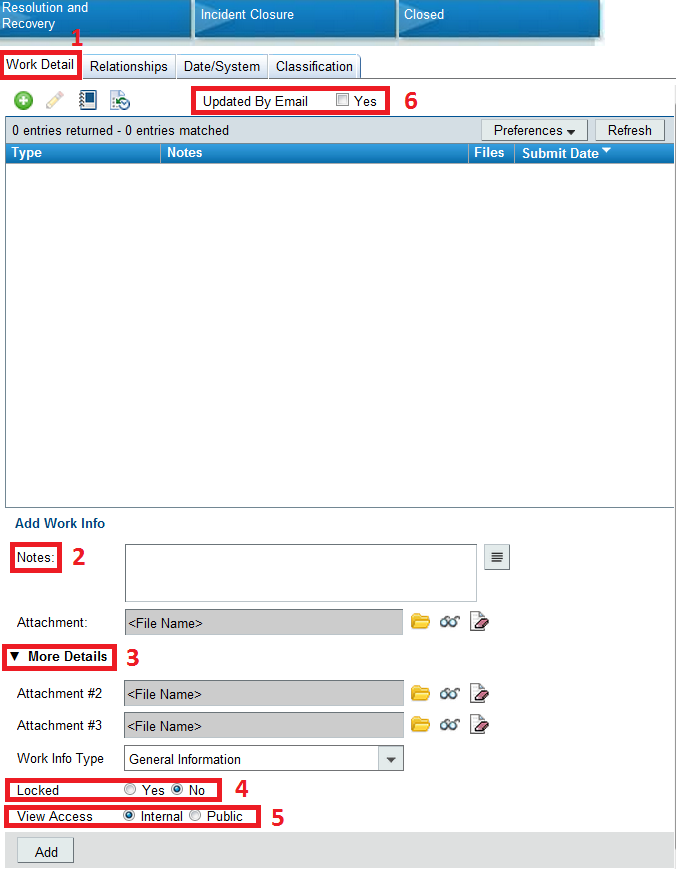 Resolution and
Recovery
Incident Closure
Closed
1
Work Detail
Relationships
Date/System
Classification
Updated By Email
Yes
6
0 entries returned - 0 entries matched
Preferences
Refresh
Type
Notes
Files
Submit Date
Add Work Info
Notes:
2
Attachment:
<File Name>
More Details
3
Attachment #2
<File Name>
Attachment #3
<File Name>
Work Info Type
General Information
Locked
Yes
No
4
View Access
Internal
Public
5
Add